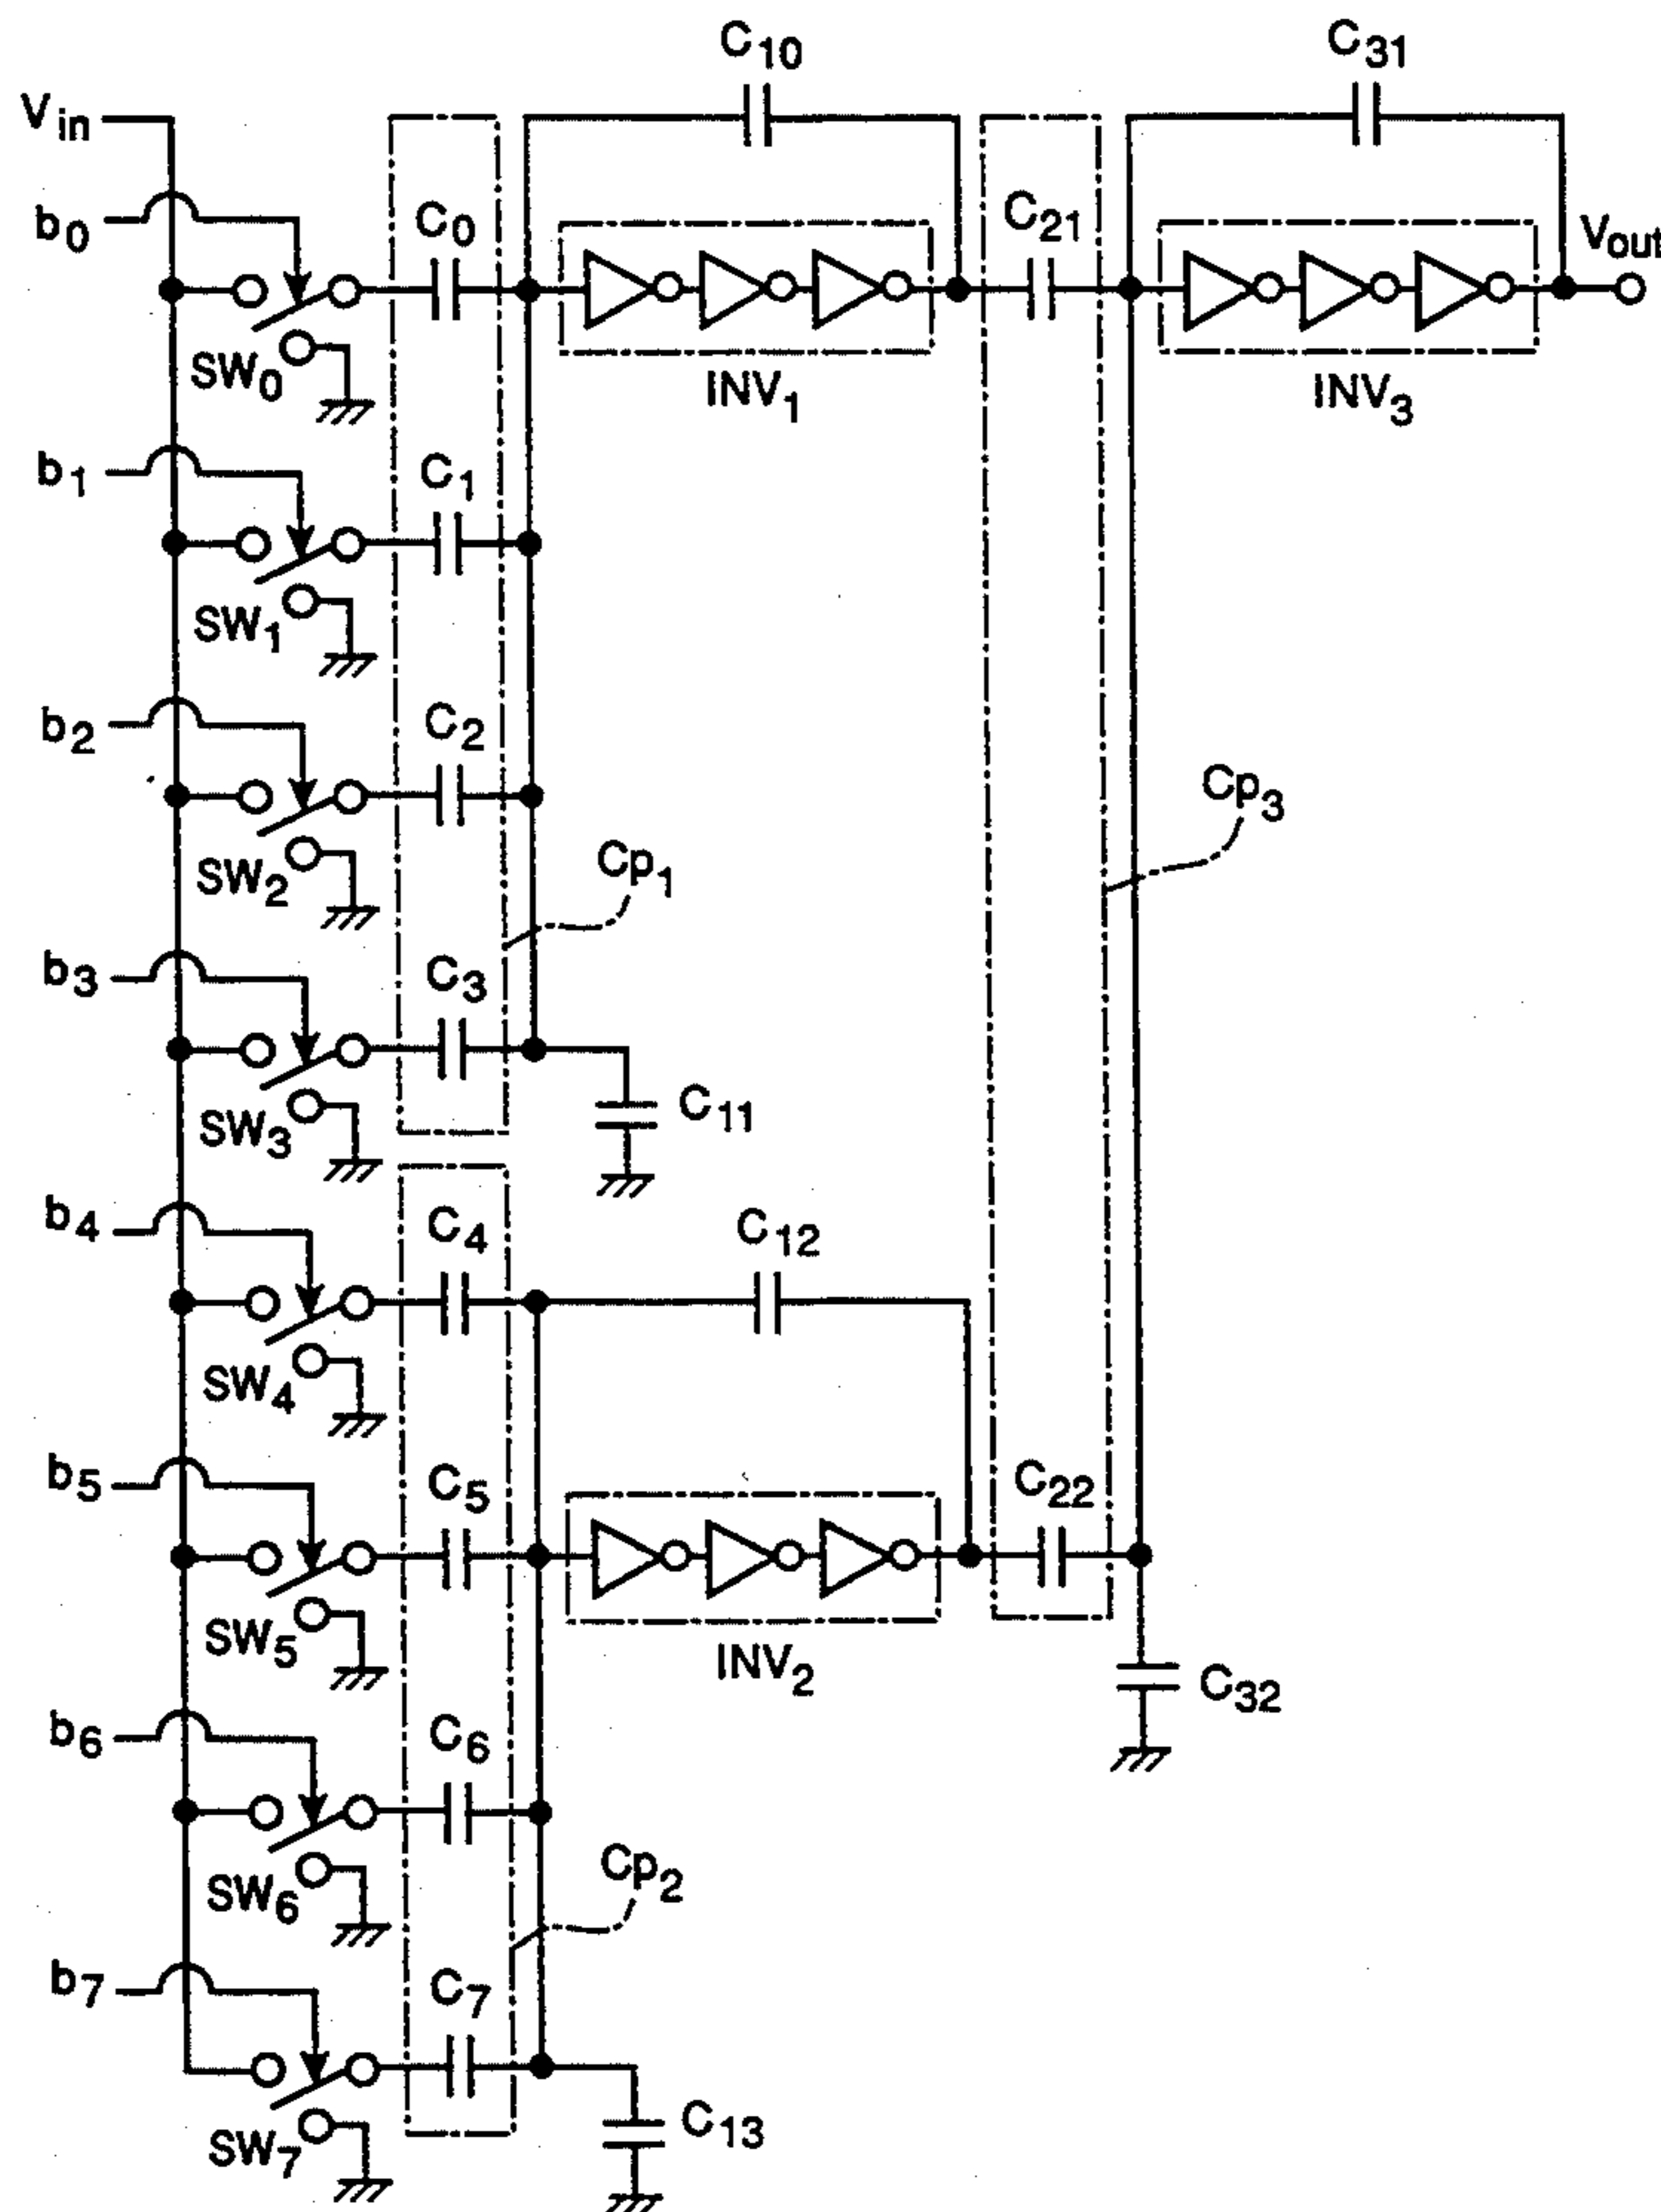 C10
C31
Vin
b0
C0
C21
Vout
SW0
INV1
INV3
b1
C1
SW1
b2
C2
Cp3
SW2
Cp1
b3
C3
SW3
C11
b4
C4
C12
SW4
b5
C5
C22
SW5
INV2
C32
b6
C6
SW6
Cp2
b7
C7
SW7
C13